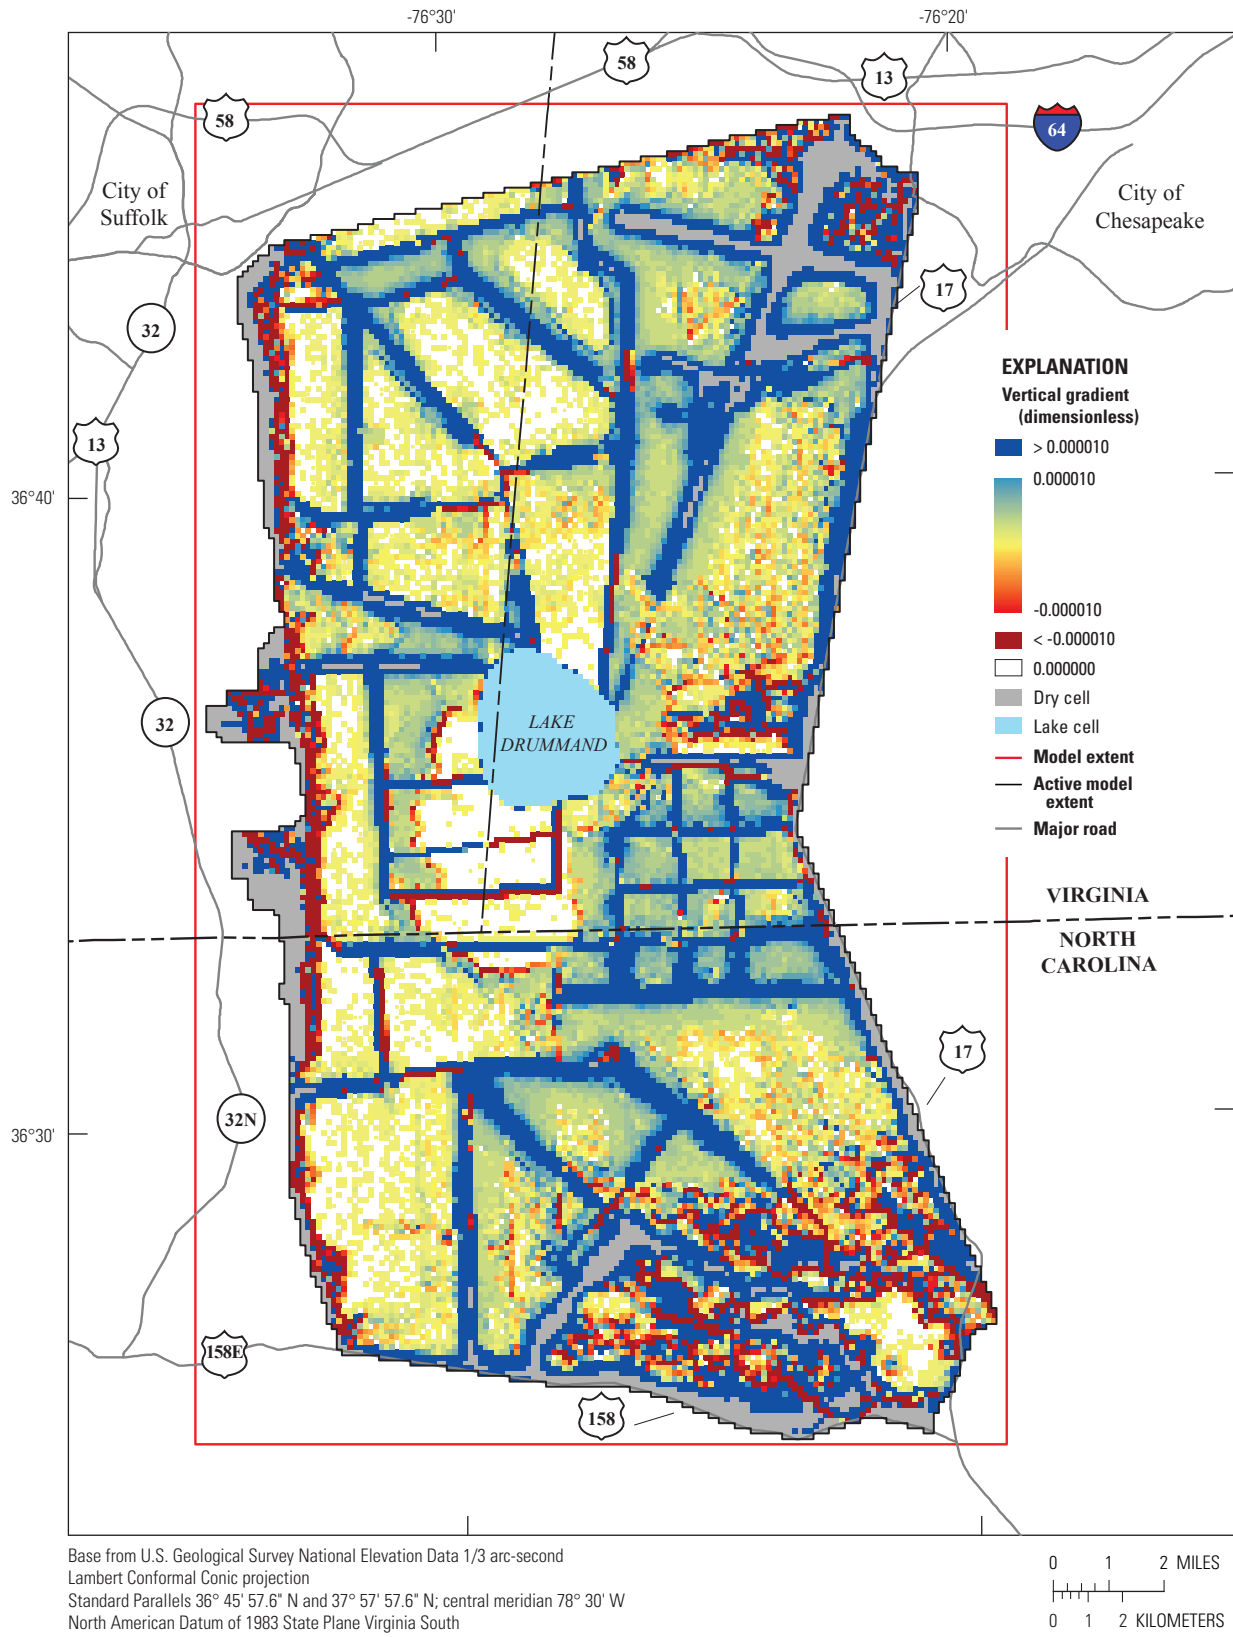 -76°30'
-76°20'
58
13
58
64
City of
Suffolk
City of
Chesapeake
17
32
EXPLANATION
Vertical gradient
(dimensionless)
> 0.000010
0.000010
-0.000010
< -0.000010
0.000000
Dry cell
Lake cell
Model extent
Active model
extent
Major road
13
36°40'
32
LAKE
DRUMMAND
VIRGINIA
NORTH
CAROLINA
17
32N
36°30'
158E
158
Base from U.S. Geological Survey National Elevation Data 1/3 arc-second
Lambert Conformal Conic projection
Standard Parallels 36° 45' 57.6" N and 37° 57' 57.6" N; central meridian 78° 30' W
North American Datum of 1983 State Plane Virginia South
0 1 2 MILES
0 1 2 KILOMETERS